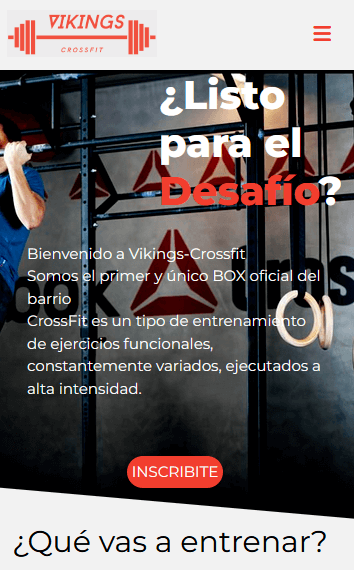 VIKINGS
CROSSFIT
¿Listo
para el
Desafío?
Bienvenido a Vikings-Crossfit
Somos el primer y único BOX oficial del
barrio
CrossFit es un tipo de entrenamiento
de ejercicios funcionales,
constantemente variados, ejecutados a
alta intensidad.
INSCRIBITE
¿Qué vas a entrenar?